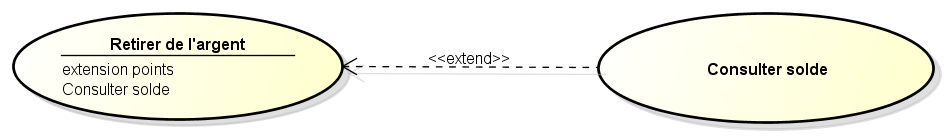 Retirer de l'argent
extension points
Consulter solde
<<extend>>
Consulter solde